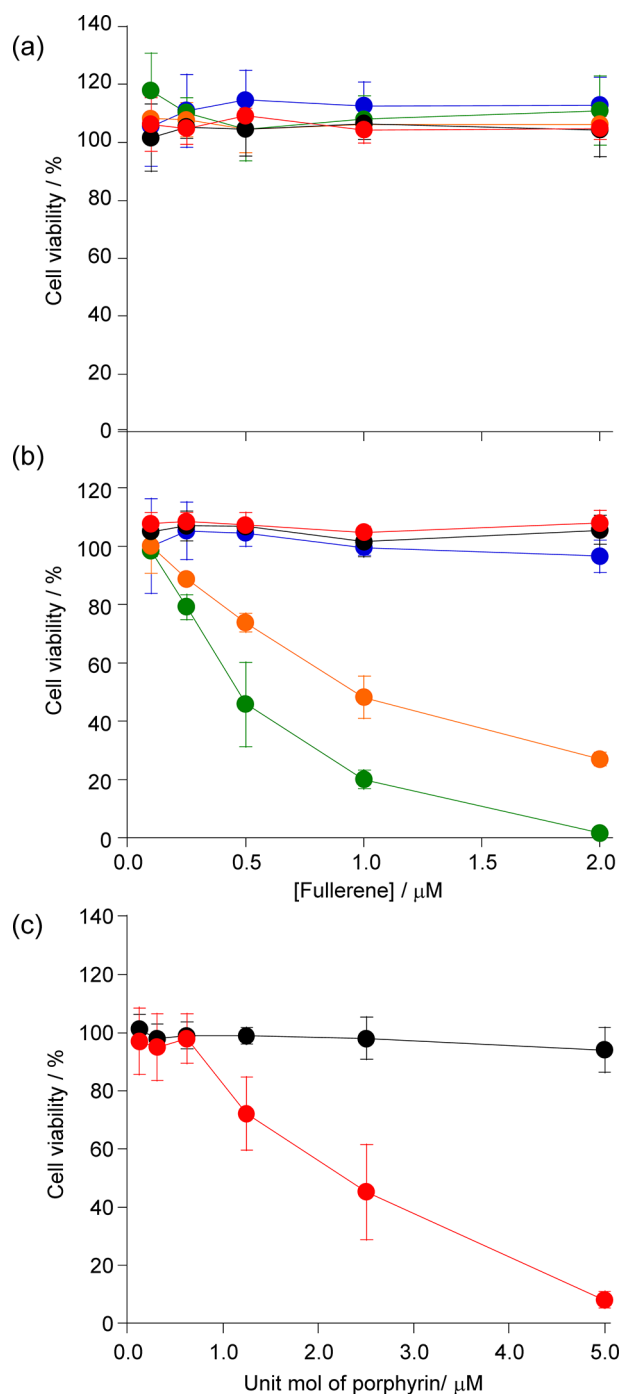 (a)
140
120
100
80
60
40
20
0
Cell viability / %
(b)
120
100
80
60
40
20
0
Cell viability / %
0.0 0.5 1.0 1.5 2.0
[Fullerene] / μM
(c)
140
120
100
80
60
40
20
0
Cell viability / %
0.0 1.0 2.0 3.0 4.0 5.0
Unit mol of porphyrin/ μM